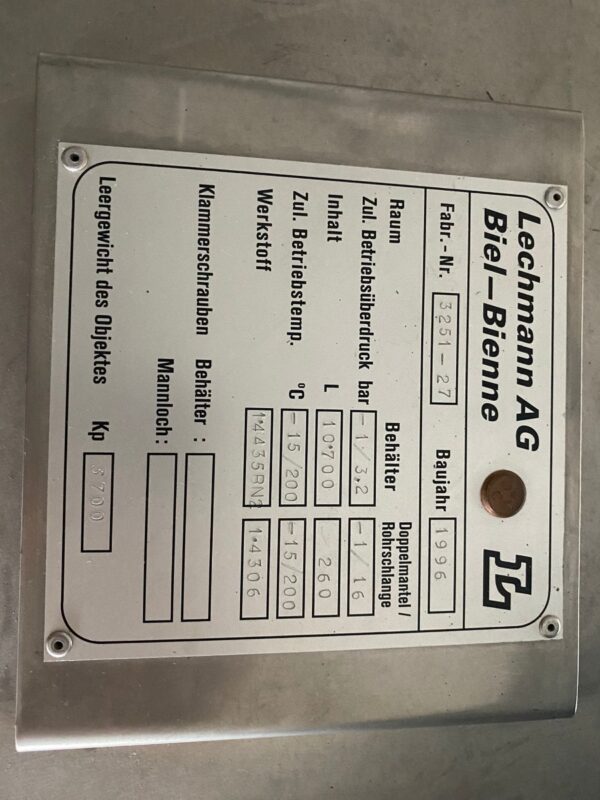 Lechmann AG
Biel–Bienne
Fabr.-Nr. 3251-27 Baujahr 1996
Raum Behälter Doppelmantel / Rohrschlange
Zul. Betriebsüberdruck bar -1/3,2 -1/16
Inhalt L 10'700 260
Zul. Betriebstemp. °C -15/200 -15/200
Werkstoff 1.4435BN2 1.4306
Klammerschrauben Behälter :
Mannloch :
Leergewicht des Objektes Kp 3700